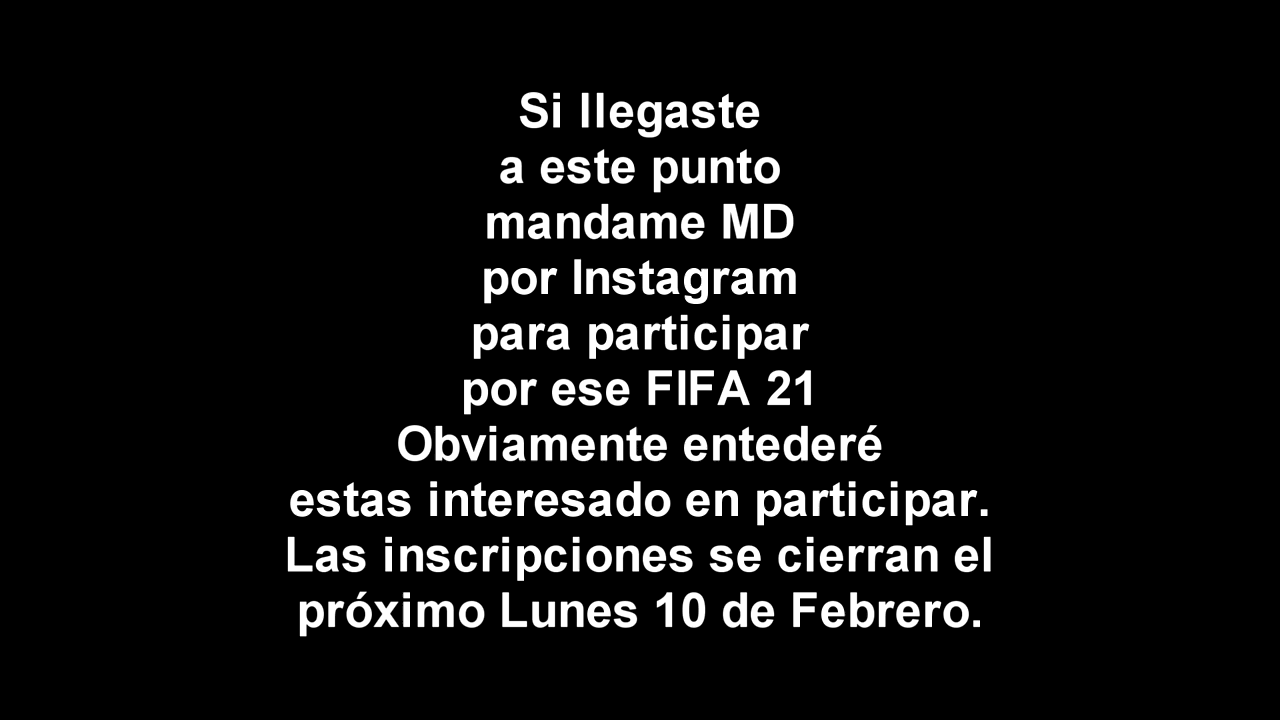 Si llegaste
a este punto
mandame MD
por Instagram
para participar
por ese FIFA 21
Obviamente entederé
estas interesado en participar.
Las inscripciones se cierran el
próximo Lunes 10 de Febrero.